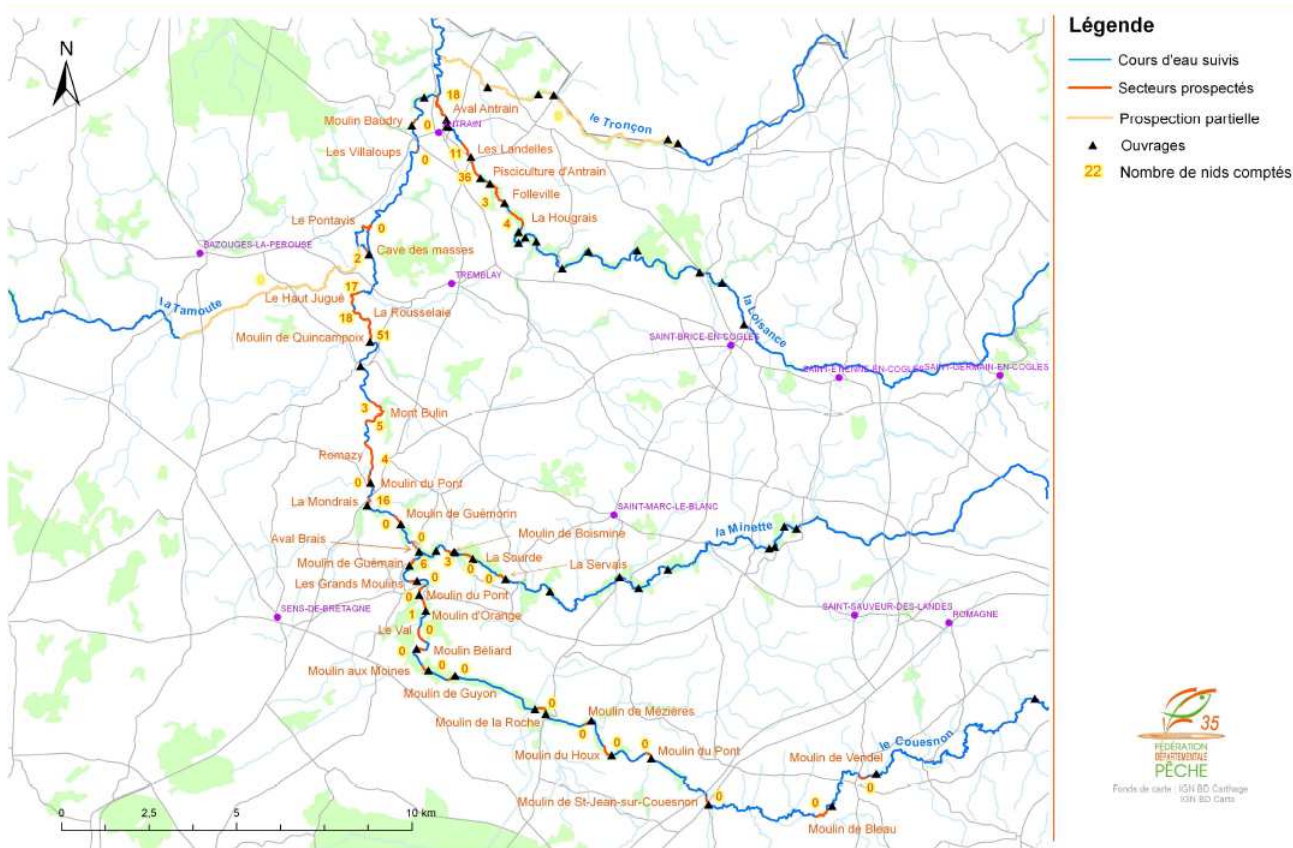 N
18
Aval Antrain
Moulin Baudry
0
NTRAIN
le Tronçon
0
Les Villaloups
0
11
Les Landelles
36
Pisciculture d'Antrain
3
Folleville
4
La Hougrais
Le Pontavis
0
BAZOUGES-LA-PEROUSE
2
Cave des masses
TREMBLAY
0
la Tamoute
17
Le Haut Jugué
18
La Rousselaie
Moulin de Quincampoix
51
la Loisance
SAINT-BRICE-EN-COGLES
SAINT-ETIENNE-EN-COGLES
SAINT-GERMAIN-EN-COGLES
3
Mont Bulin
5
Romazy
4
0
Moulin du Pont
La Mondrais
16
0
Moulin de Guémorin
SAINT-MARC-LE-BLANC
la Minette
Aval Brais
0
Moulin de Boismine
Moulin de Guémain
6
3
La Sourde
0
0
La Servais
Les Grands Moulins
0
0
Moulin du Pont
SENS-DE-BRETAGNE
1
Moulin d'Orange
SAINT-SAUVEUR-DES-LANDES
ROMAGNE
Le Val
0
0
Moulin Béliard
Moulin aux Moines
0
0
Moulin de Guyon
0
Moulin de la Roche
Moulin de Mézières
0
0
0
Moulin du Houx
Moulin du Pont
le Couesnon
Moulin de Vendel
0
Moulin de St-Jean-sur-Couesnon
0
0
Moulin de Bleau
0
2,5
5
10 km
Légende
Cours d'eau suivis
Secteurs prospectés
Prospection partielle
Ouvrages
22
Nombre de nids comptés
35
FÉDÉRATION
DÉPARTEMENTALE
PÊCHE
Fonds de carte : IGN BD Carthage
IGN BD Carto